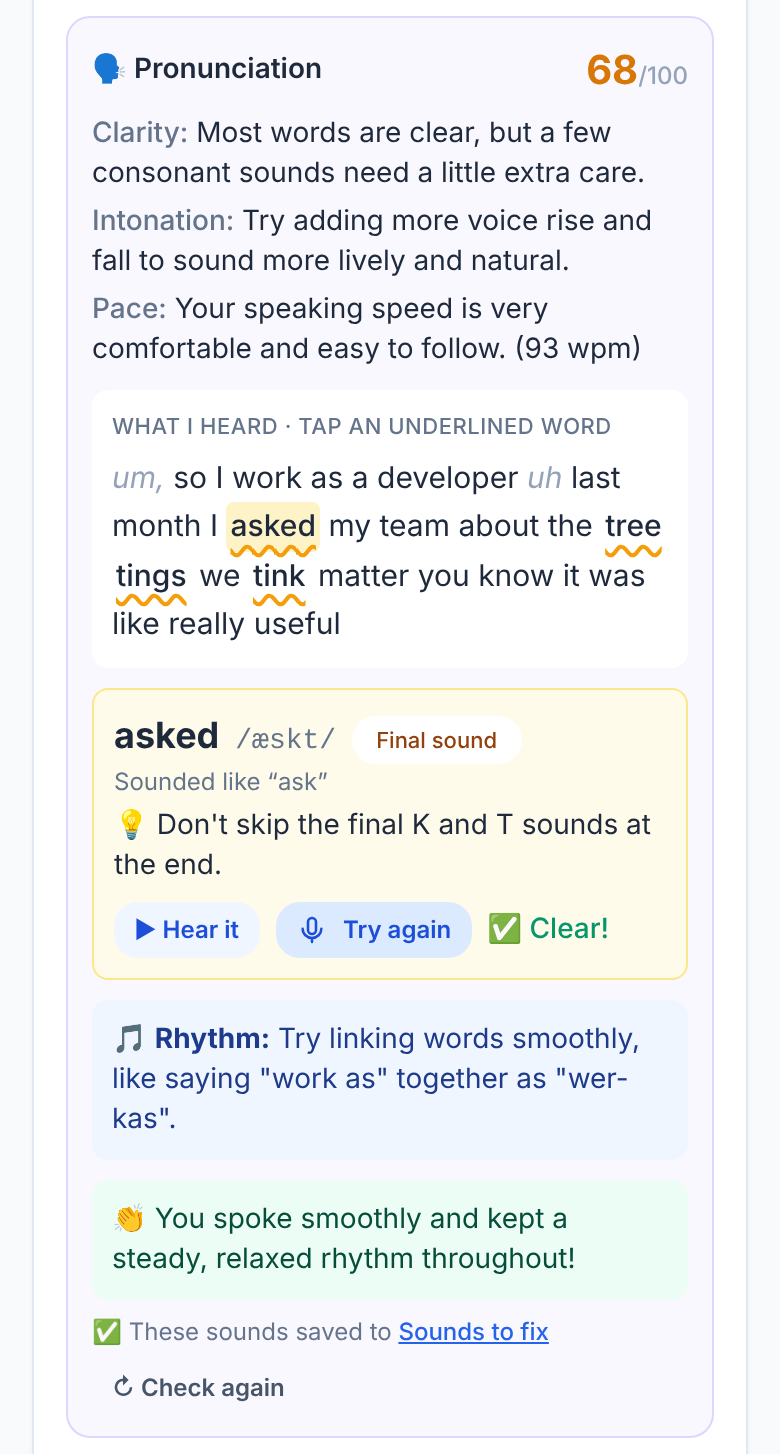 🗣️ Pronunciation 68/100
Clarity: Most words are clear, but a few
consonant sounds need a little extra care.
Intonation: Try adding more voice rise and
fall to sound more lively and natural.
Pace: Your speaking speed is very
comfortable and easy to follow. (93 wpm)
WHAT I HEARD · TAP AN UNDERLINED WORD
um, so I work as a developer uh last
month I asked my team about the tree
tings we tink matter you know it was
like really useful
asked /æskt/ Final sound
Sounded like “ask”
💡 Don't skip the final K and T sounds at
the end.
▶ Hear it Try again ✅ Clear!
🎵 Rhythm: Try linking words smoothly,
like saying "work as" together as "wer-
kas".
👏 You spoke smoothly and kept a
steady, relaxed rhythm throughout!
✅ These sounds saved to Sounds to fix
↻ Check again